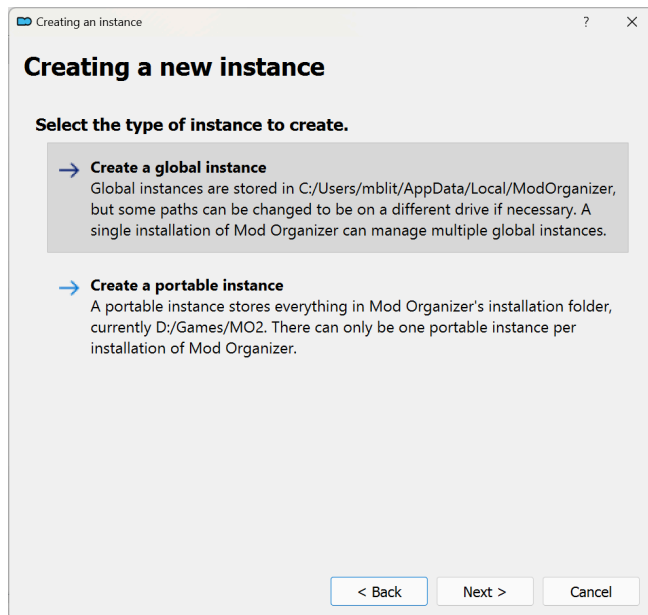 Creating an instance
?
Creating a new instance
Select the type of instance to create.
Create a global instance
Global instances are stored in C:/Users/mblit/AppData/Local/ModOrganizer,
but some paths can be changed to be on a different drive if necessary. A
single installation of Mod Organizer can manage multiple global instances.
Create a portable instance
A portable instance stores everything in Mod Organizer's installation folder,
currently D:/Games/MO2. There can only be one portable instance per
installation of Mod Organizer.
< Back Next > Cancel